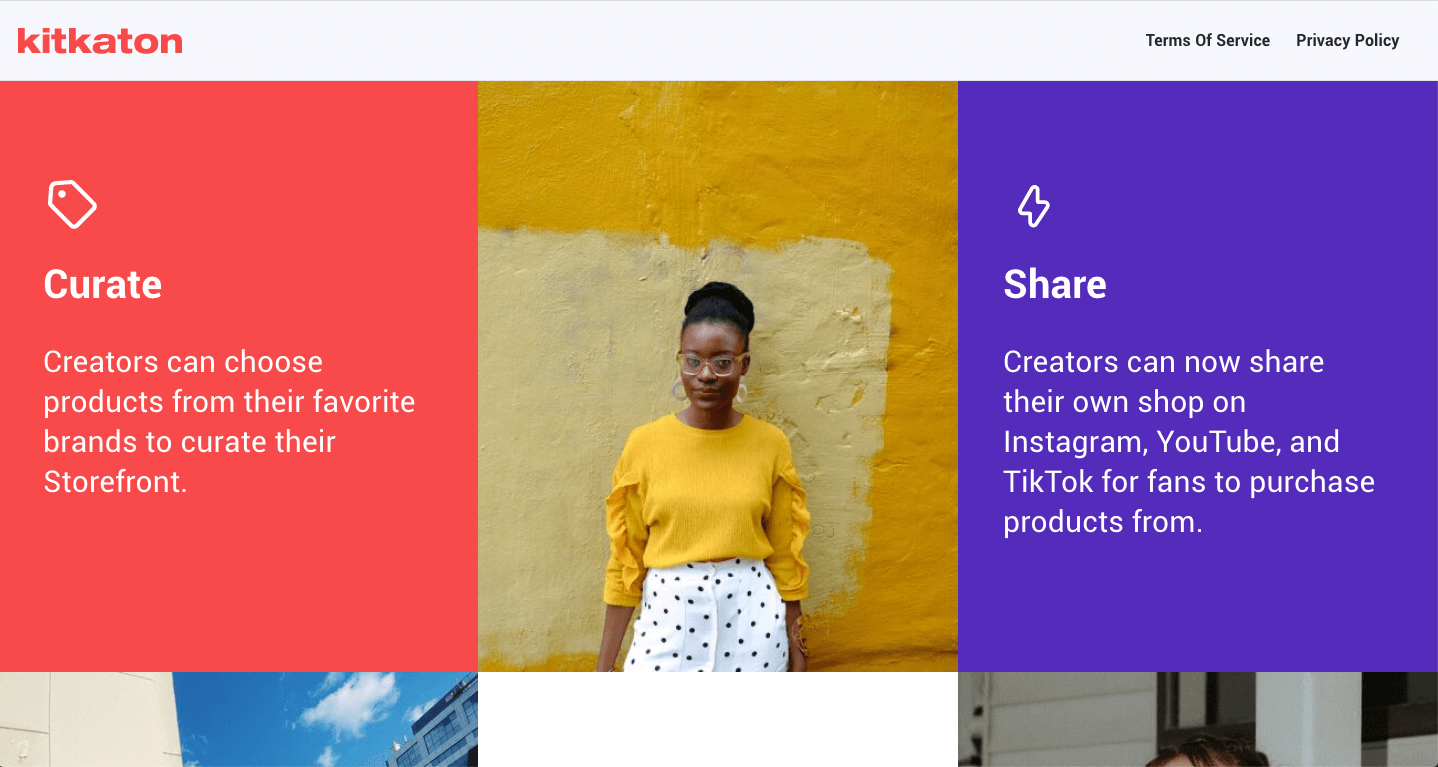 kitkaton
Terms Of Service
Privacy Policy
Curate
Creators can choose
products from their favorite
brands to curate their
Storefront.
Share
Creators can now share
their own shop on
Instagram, YouTube, and
TikTok for fans to purchase
products from.